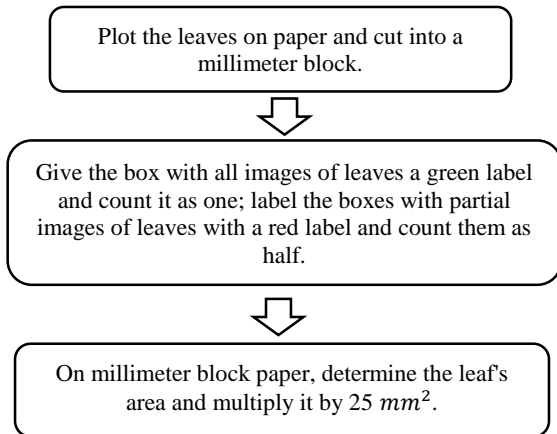 Plot the leaves on paper and cut into a
millimeter block.
Give the box with all images of leaves a green label
and count it as one; label the boxes with partial
images of leaves with a red label and count them as
half.
On millimeter block paper, determine the leaf's
area and multiply it by 25 mm².